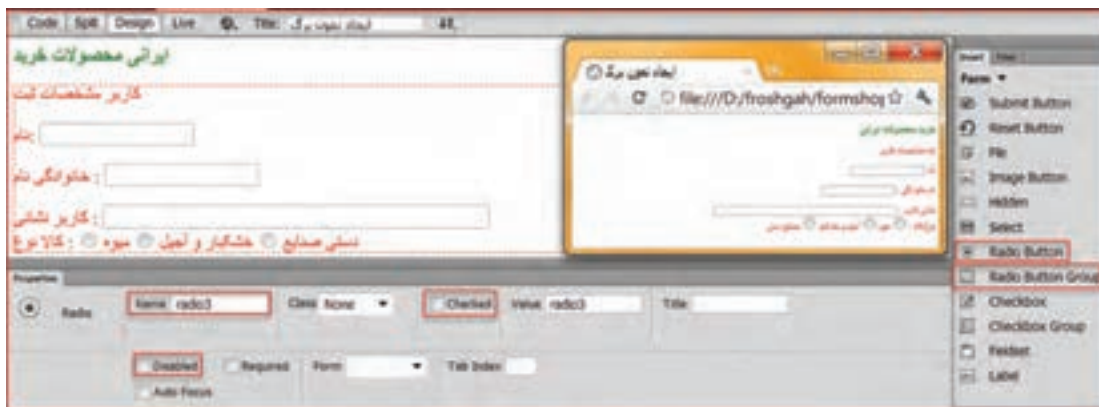 Code Split Design Live Title: ایجاد نمون برگ
ایرانی محصولات خرید
کاربر مشخصات ثبت
نام:
خانوادگی نام :
کاربر نشانی :
دستی صنایع خشکبار و آجیل میوه : کالا نوع
ایجاد نمون برگ
file:///D:/froshgah/formshop
خرید محصولات ایرانی
Insert Files
Form
Submit Button
Reset Button
File
Image Button
Hidden
Select
Radio Button
Radio Button Group
Checkbox
Checkbox Group
Fieldset
Label
Properties
Radio Name radio3 Class None Checked Value radio3 Title
Disabled Required Form Tab Index
Auto Focus